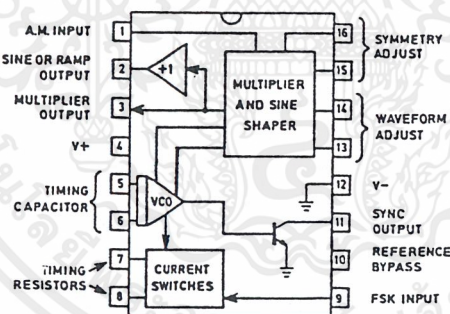 A.M. INPUT 1
SINE OR RAMP OUTPUT 2
MULTIPLIER OUTPUT 3
V+ 4
TIMING CAPACITOR 5 6
TIMING RESISTORS 7 8
+1
MULTIPLIER
AND SINE
SHAPER
VCO
CURRENT
SWITCHES
16 15 SYMMETRY ADJUST
14 13 WAVEFORM ADJUST
12 V-
11 SYNC OUTPUT
10 REFERENCE BYPASS
9 FSK INPUT